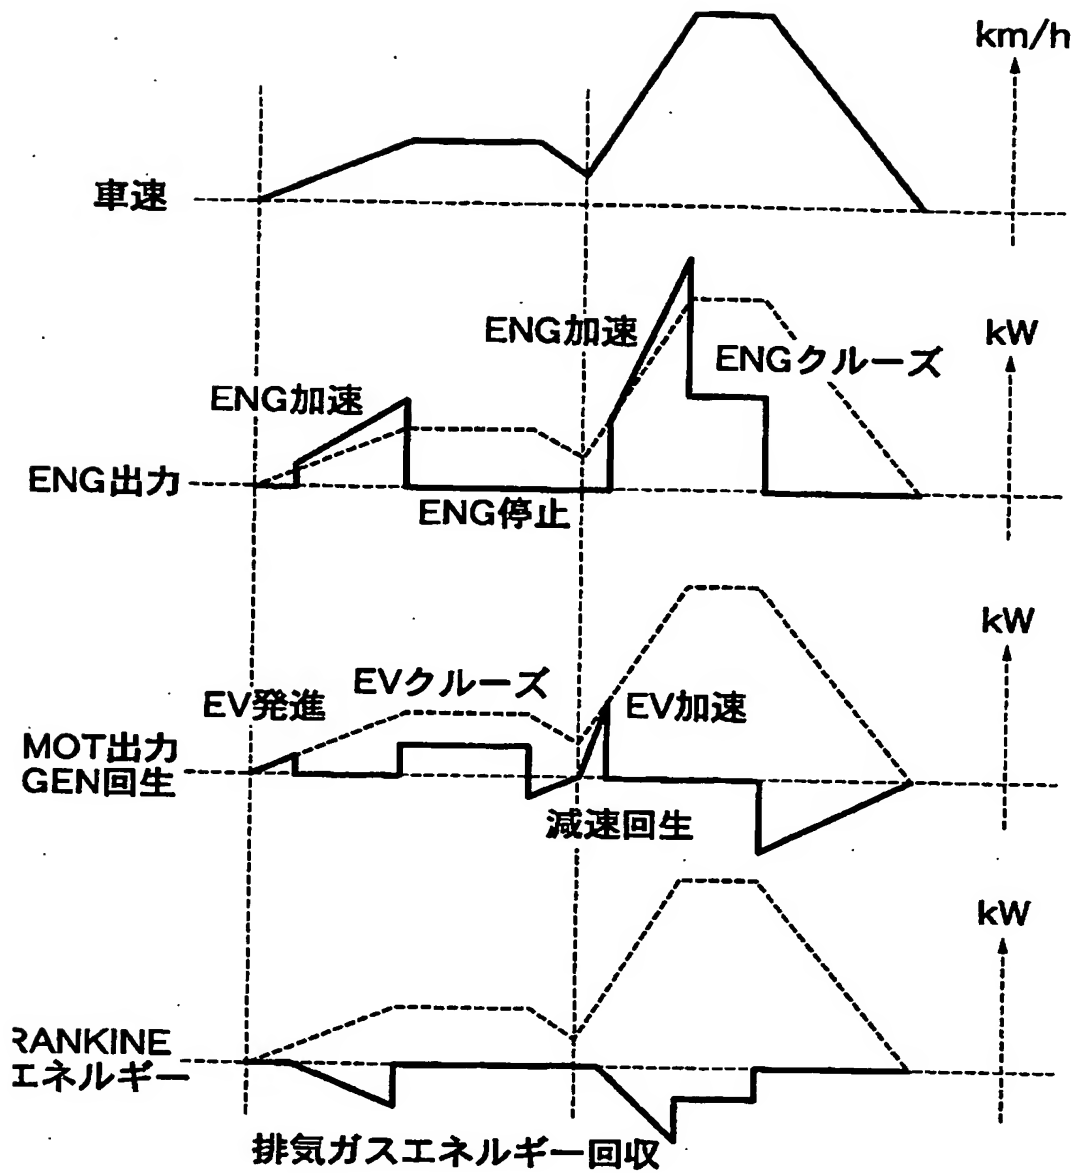 km/h
車速
ENG加速
kW
ENGクルーズ
ENG加速
ENG出力
ENG停止
kW
EVクルーズ
EV発進
EV加速
MOT出力
GEN回生
減速回生
kW
RANKINE
エネルギー
排気ガスエネルギー回収